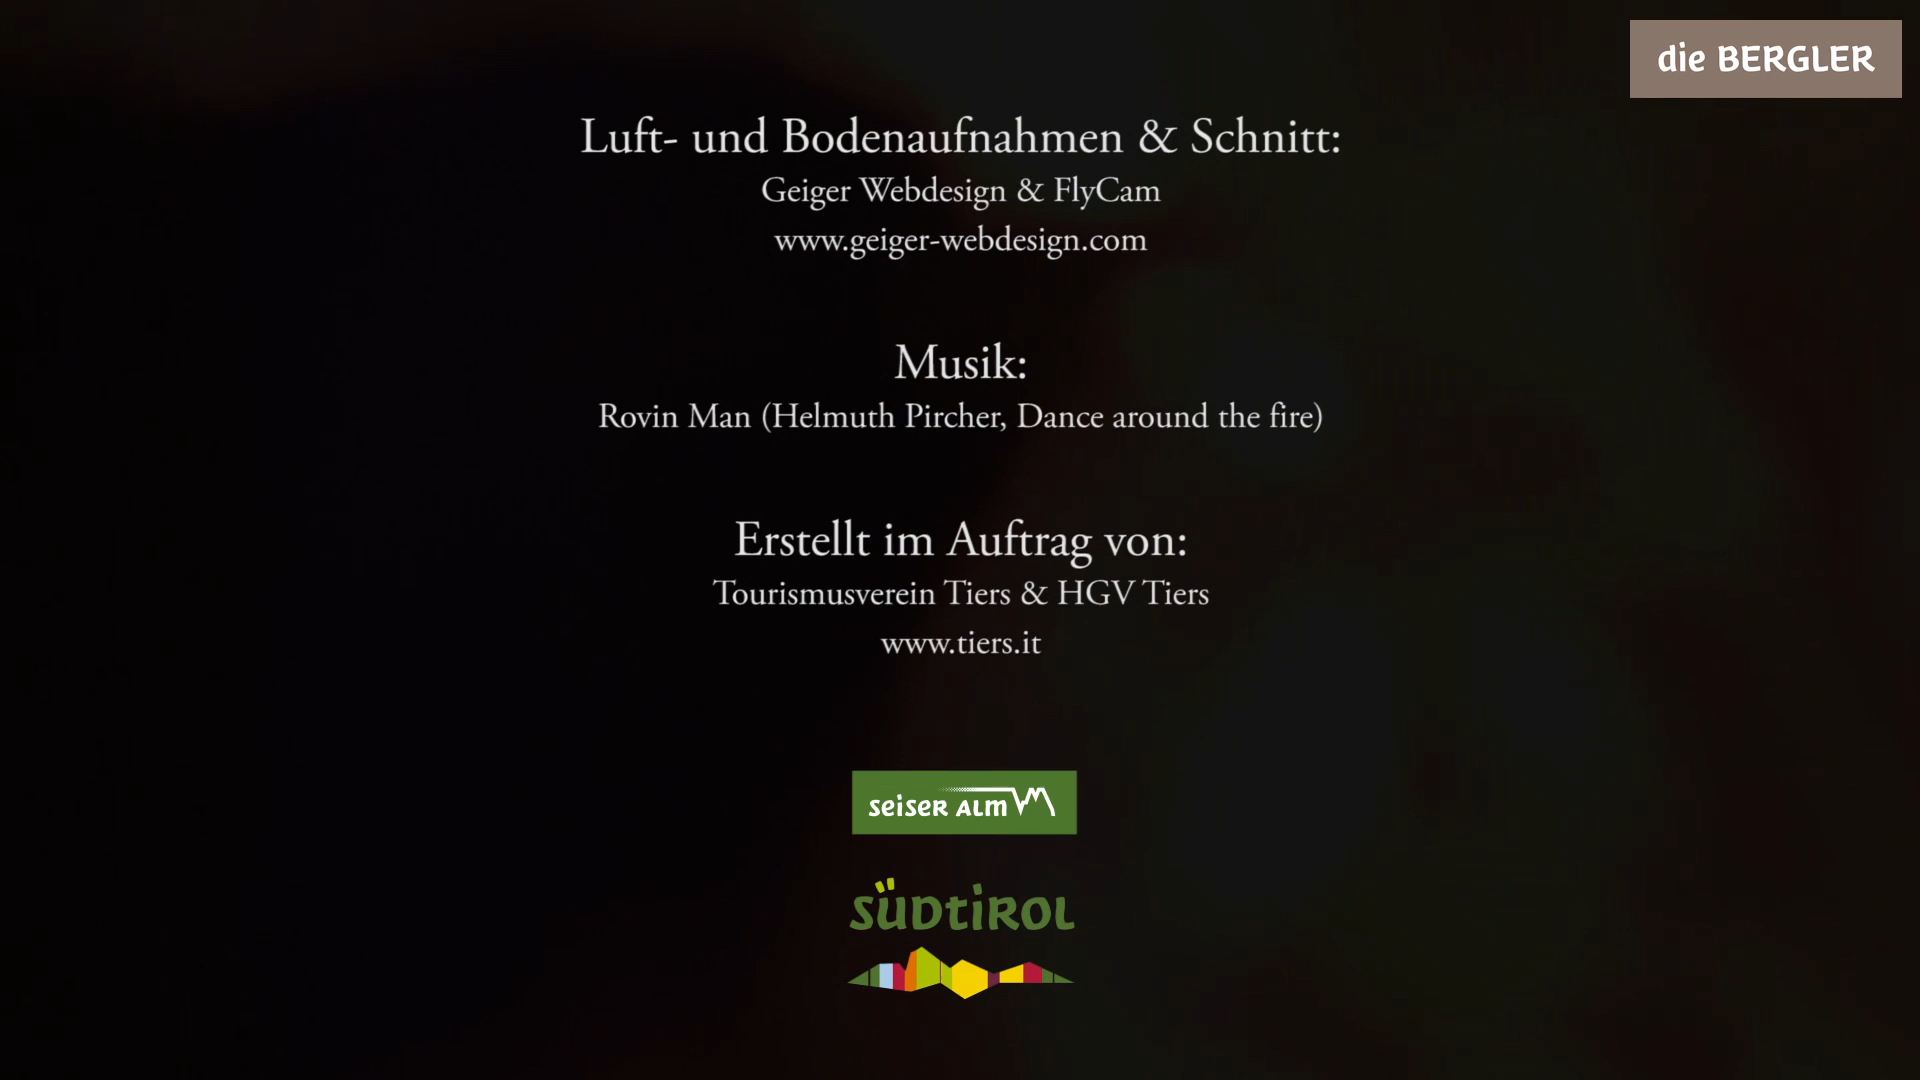 die BERGLER
Luft- und Bodenaufnahmen & Schnitt:
Geiger Webdesign & FlyCam
www.geiger-webdesign.com
Musik:
Rovin Man (Helmuth Pircher, Dance around the fire)
Erstellt im Auftrag von:
Tourismusverein Tiers & HGV Tiers
www.tiers.it
seiser alm
südtirol